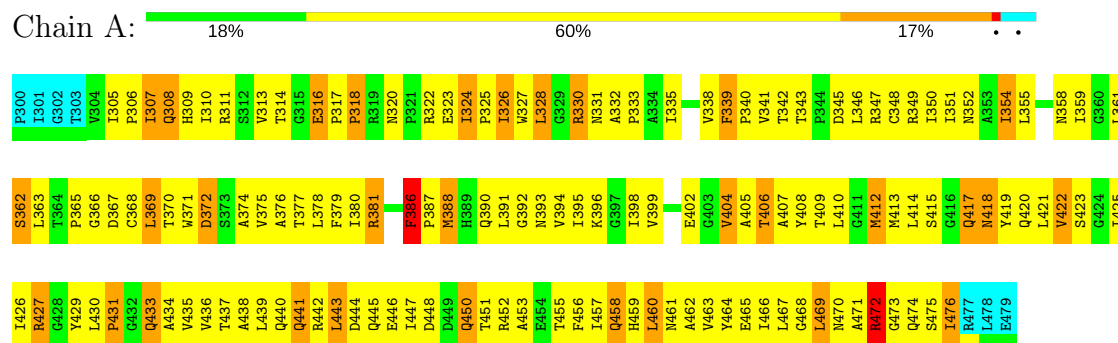 Chain A:
18% 60% 17% • •
P300 I301 G302 T303 V304 I305 P306 I307 Q308 H309 I310 R311 S312 V313 T314 G315 E316 P317 P318 R319 N320 P321 R322 E323 I324 P325 I326 W327 L328 G329 R330 N331 A332 P333 A334 I335 V338 F339 P340 V341 T342 T343 P344 D345 L346 R347 C348 R349 I350 I351 N352 A353 I354 L355 N358 I359 G360 L361
S362 L363 T364 P365 G366 D367 C368 L369 T370 W371 D372 S373 A374 V375 A376 T377 L378 F379 I380 R381 F386 P387 M388 H389 Q390 L391 G392 N393 V394 I395 K396 G397 I398 V399 E402 G403 V404 A405 T406 A407 Y408 T409 L410 G411 M412 M413 L414 S415 G416 Q417 N418 Y419 Q420 L421 V422 S423 G424 I425
I426 R427 G428 Y429 L430 P431 G432 Q433 A434 V435 V436 T437 A438 L439 Q440 Q441 R442 L443 D444 Q445 E446 I447 D448 D449 Q450 T451 R452 A453 E454 T455 F456 I457 Q458 H459 L460 N461 A462 V463 Y464 E465 I466 L467 G468 L469 N470 A471 R472 G473 Q474 S475 I476 R477 L478 E479